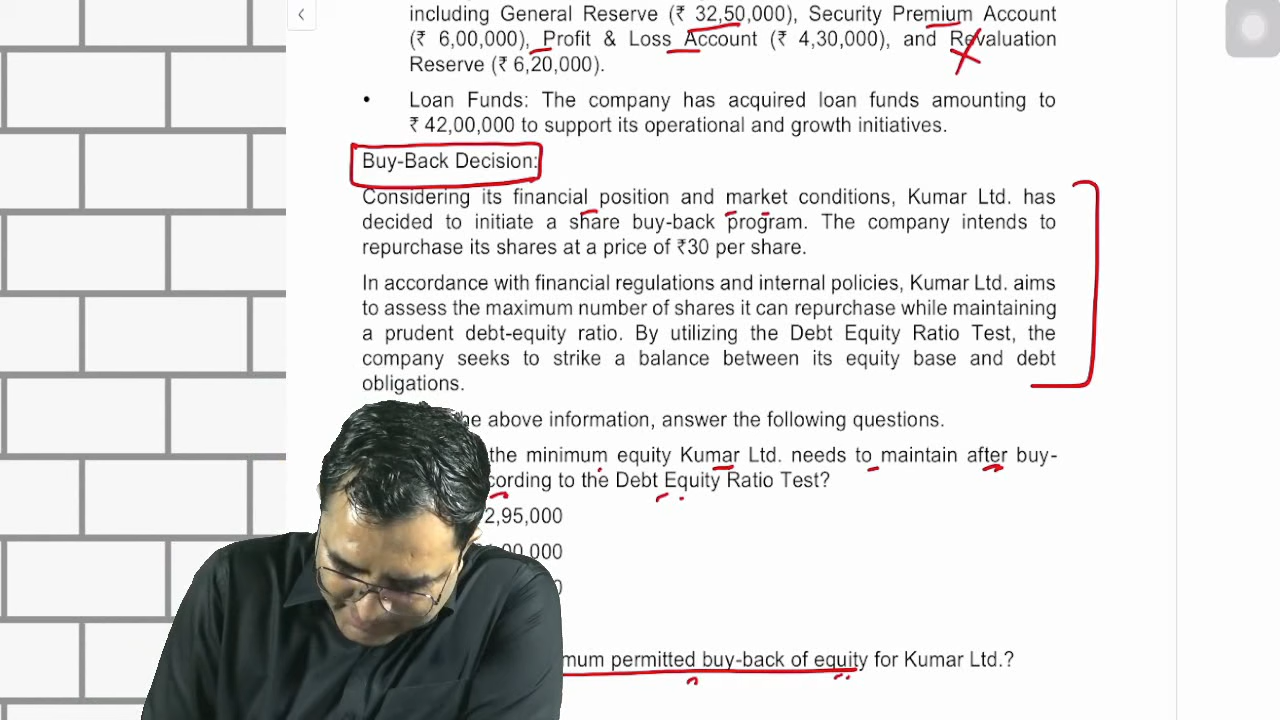 including General Reserve (₹ 32,50,000), Security Premium Account
(₹ 6,00,000), Profit & Loss Account (₹ 4,30,000), and Revaluation
Reserve (₹ 6,20,000).
• Loan Funds: The company has acquired loan funds amounting to
₹ 42,00,000 to support its operational and growth initiatives.
Buy-Back Decision:
Considering its financial position and market conditions, Kumar Ltd. has
decided to initiate a share buy-back program. The company intends to
repurchase its shares at a price of ₹30 per share.
In accordance with financial regulations and internal policies, Kumar Ltd. aims
to assess the maximum number of shares it can repurchase while maintaining
a prudent debt-equity ratio. By utilizing the Debt Equity Ratio Test, the
company seeks to strike a balance between its equity base and debt
obligations.
above information, answer the following questions.
the minimum equity Kumar Ltd. needs to maintain after buy-
to the Debt Equity Ratio Test?
2,95,000
permitted buy-back of equity for Kumar Ltd.?